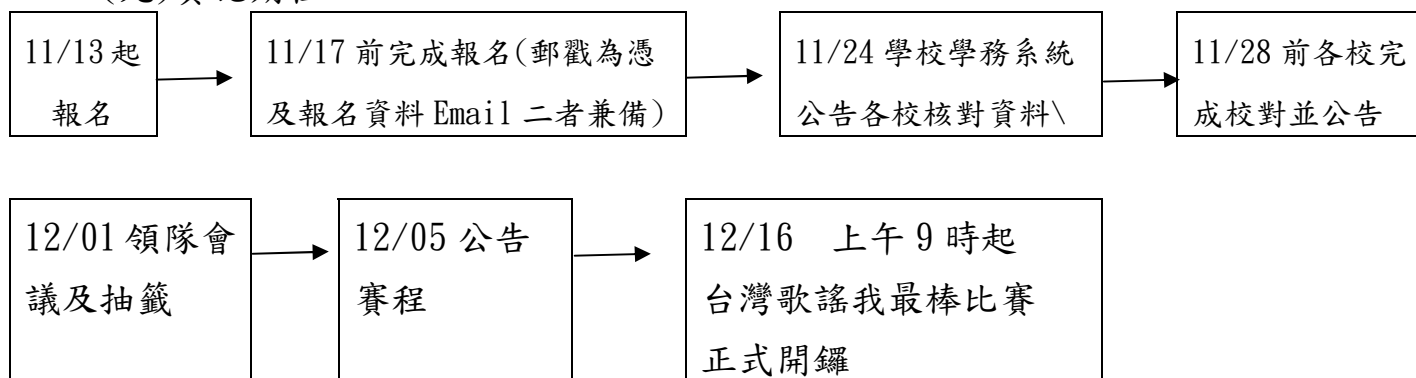 11/13起
報名
11/17前完成報名(郵戳為憑
及報名資料Email二者兼備)
11/24學校學務系統
公告各校核對資料\
11/28前各校完
成校對並公告
12/01領隊會
議及抽籤
12/05公告
賽程
12/16 上午9時起
台灣歌謠我最棒比賽
正式開鑼